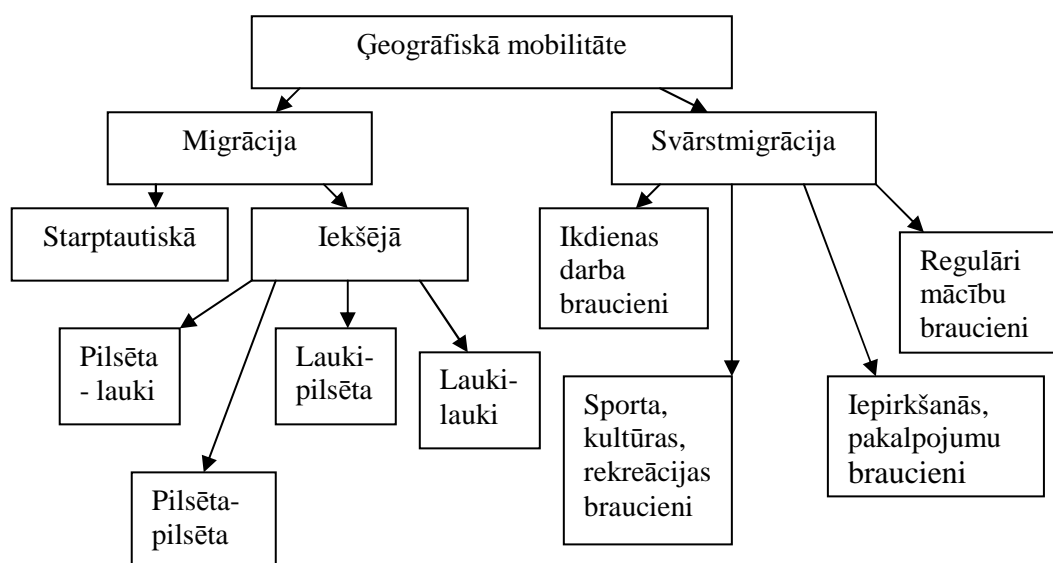 Ģeogrāfiskā mobilitāte
Migrācija
Svārstmigrācija
Starptautiskā
Iekšējā
Ikdienas
darba
braucieni
Regulāri
mācību
braucieni
Pilsēta
- lauki
Lauki-
pilsēta
Lauki-
lauki
Sporta,
kultūras,
rekreācijas
braucieni
Iepirkšanās,
pakalpojumu
braucieni
Pilsēta-
pilsēta